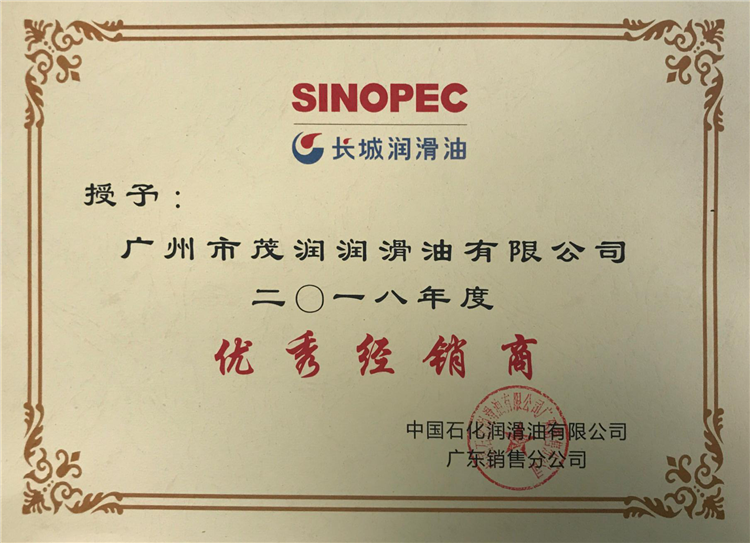 SINOPEC
长城润滑油
授予：
广州市茂润润滑油有限公司
二〇一八年度
优秀经销商
中国石化润滑油有限公司
广东销售分公司